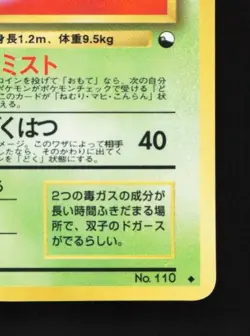 長1.2m、体重9.5kg
ミスト
コインを投げて「おもて」なら、次の自分
ポケモンがポケモンチェックで受ける「ど
このカードが「ねむり・マヒ・こんらん」状
くはつ
40
メージ。このワザによって相手
したなら、そのかわりに出てく
を「どく」状態にする。
2つの毒ガスの成分が
長い時間ふきだまる場
所で、双子のドガース
がでるらしい。
No. 110 ◆